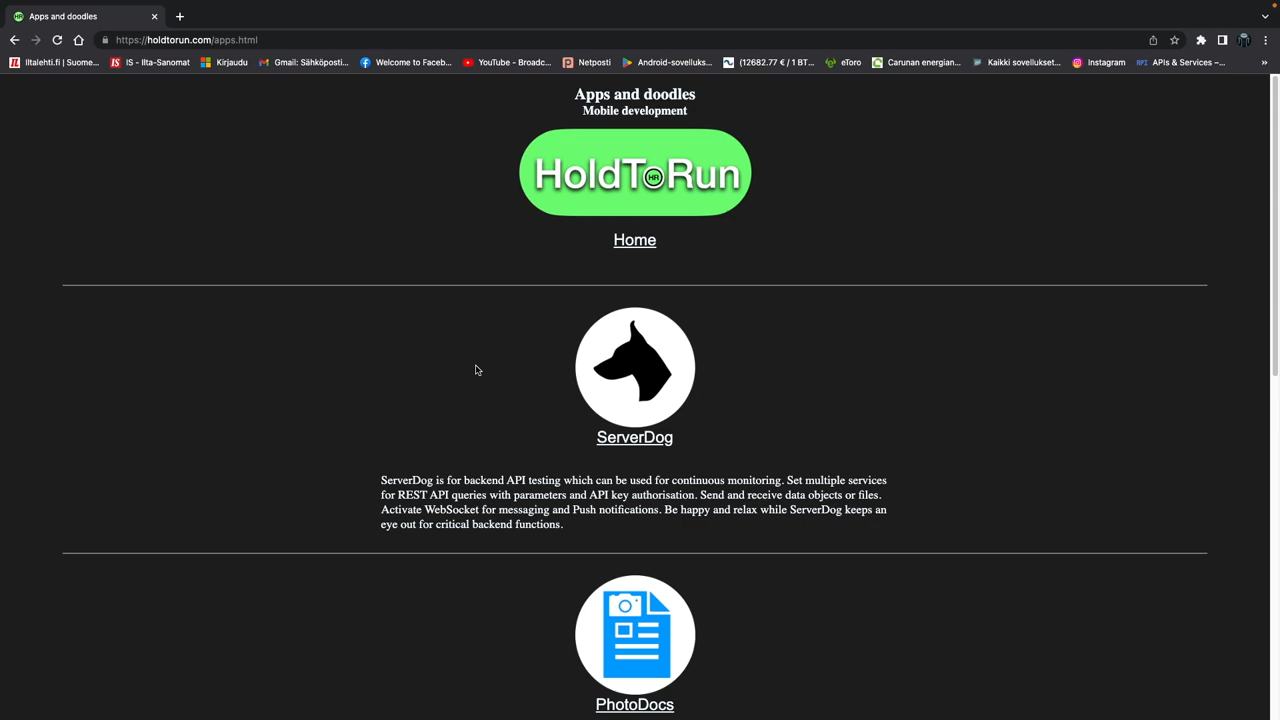 Apps and doodles
https://holdtorun.com/apps.html
Iltalehti.fi | Suome...
IS - Ilta-Sanomat
Kirjaudu
Gmail: Sähköposti...
Welcome to Faceb...
YouTube - Broadc...
Netposti
Android-sovelluks...
(12682.77 € / 1 BT...
eToro
Carunan energian...
Kaikki sovellukset...
Instagram
API
APIs & Services –...
»
Apps and doodles
Mobile development
HoldToRun
HR
Home
ServerDog
ServerDog is for backend API testing which can be used for continuous monitoring. Set multiple services
for REST API queries with parameters and API key authorisation. Send and receive data objects or files.
Activate WebSocket for messaging and Push notifications. Be happy and relax while ServerDog keeps an
eye out for critical backend functions.
PhotoDocs